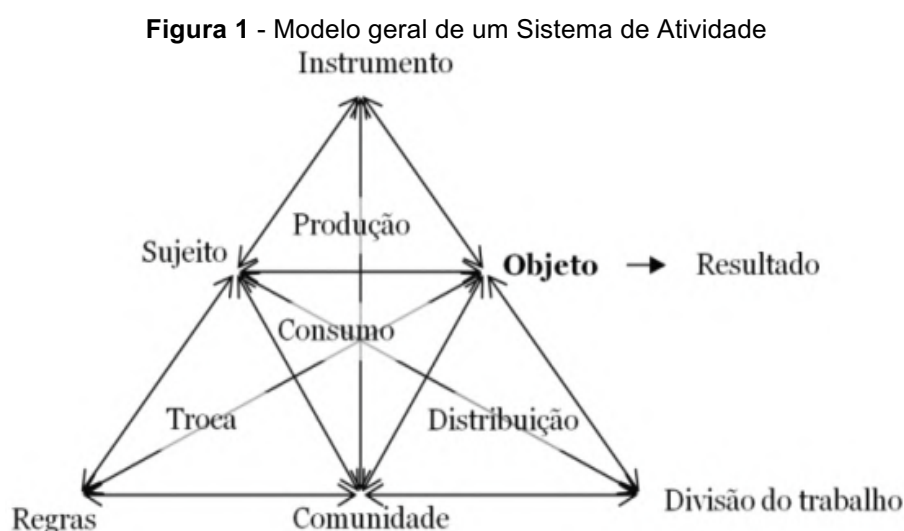 Figura 1 - Modelo geral de um Sistema de Atividade
Instrumento
Produção
Sujeito
Objeto
Resultado
Consumo
Troca
Distribuição
Regras
Comunidade
Divisão do trabalho